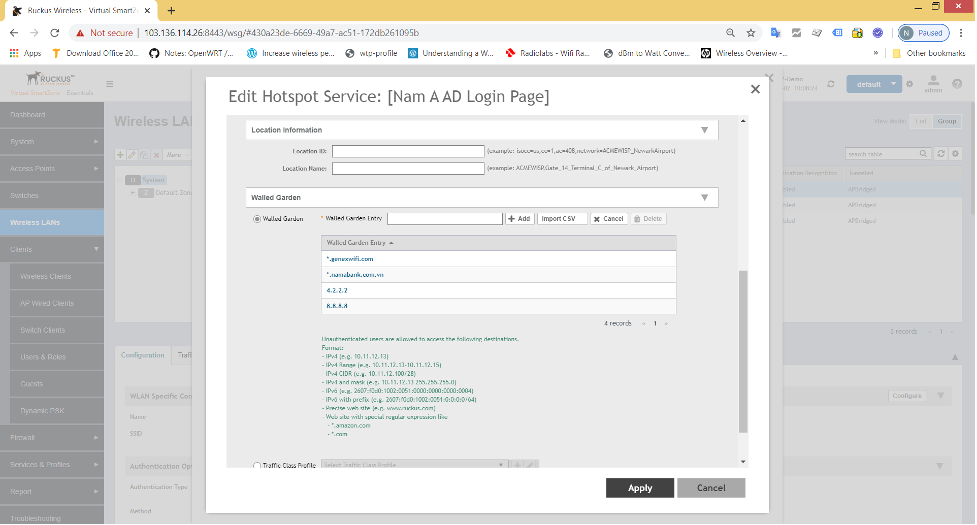 Ruckus Wireless - Virtual SmartZ
Not secure
103.136.114.26:8443/wsg/#430a23de-6669-49a7-ac51-172db261095b
N Paused
Apps
Download Office 20...
Notes: OpenWRT /...
Increase wireless pe...
wtp-profile
Understanding a W...
Radiolabs - Wifi Ra...
dBm to Watt Conve...
Wireless Overview -...
»
Other bookmarks
RUCKUS
Virtual SmartZone - Essentials
default
admin
Dashboard
System
Access Points
Switches
Wireless LANs
Clients
Wireless Clients
AP Wired Clients
Switch Clients
Users & Roles
Guests
Dynamic PSK
Firewall
Services & Profiles
Report
Troubleshooting
Wireless LAN
View Mode: List Group
More
search table
System
Z Default Zone
Tunneled
APBridged
APBridged
APBridged
3 records
1
Configuration
Traff
WLAN Specific Con
Configure
Name
SSID
Authentication Opt
Authentication Type
Method
Edit Hotspot Service: [Nam A AD Login Page]
Location Information
Location ID:
(example: isocc=us,cc=1,ac=408,network=ACMEWISP_NewarkAirport)
Location Name:
(example: ACMEWISP,Gate_14_Terminal_C_of_Newark_Airport)
Walled Garden
Walled Garden
* Walled Garden Entry
+ Add
Import CSV
Cancel
Delete
Walled Garden Entry
*.genexwifi.com
*.namabank.com.vn
4.2.2.2
8.8.8.8
4 records « 1 »
Unauthenticated users are allowed to access the following destinations.
Format:
- IPv4 (e.g. 10.11.12.13)
- IPv4 Range (e.g. 10.11.12.13-10.11.12.15)
- IPv4 CIDR (e.g. 10.11.12.100/28)
- IPv4 and mask (e.g. 10.11.12.13 255.255.255.0)
- IPv6 (e.g. 2607:f0d0:1002:0051:0000:0000:0000:0004)
- IPv6 with prefix (e.g. 2607:f0d0:1002:0051:0:0:0:0/64)
- Precise web site (e.g. www.ruckus.com)
- Web site with special regular expression like
- *.amazon.com
- *.com
Traffic Class Profile
Select Traffic Class Profile
Apply
Cancel